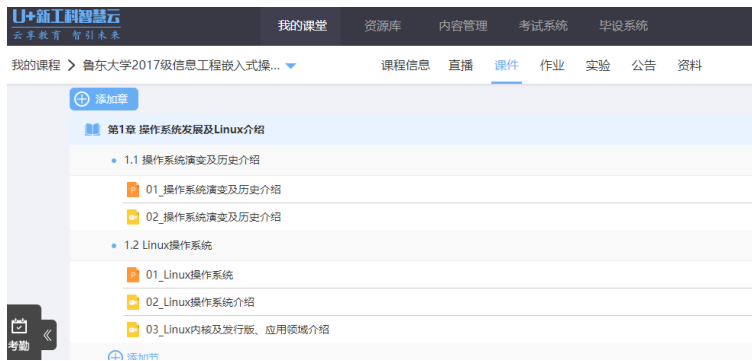 U+新工科智慧云
云享教育 智引未来
我的课堂 资源库 内容管理 考试系统 毕设系统
我的课程 > 鲁东大学2017级信息工程嵌入式操... 课程信息 直播 课件 作业 实验 公告 资料
添加章
第1章 操作系统发展及Linux介绍
1.1 操作系统演变及历史介绍
01_操作系统演变及历史介绍
02_操作系统演变及历史介绍
1.2 Linux操作系统
01_Linux操作系统
02_Linux操作系统介绍
03_Linux内核及发行版、应用领域介绍
考勤
添加节